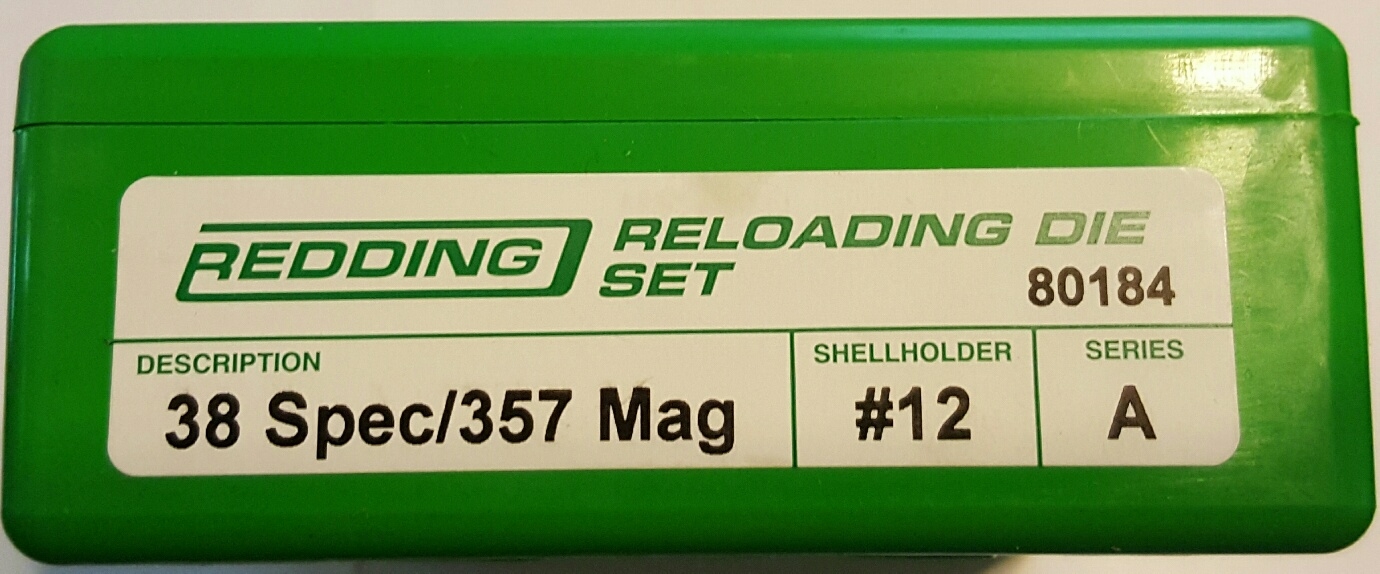 REDDING RELOADING DIE
SET
80184
DESCRIPTION
38 Spec/357 Mag
SHELLHOLDER
#12
SERIES
A